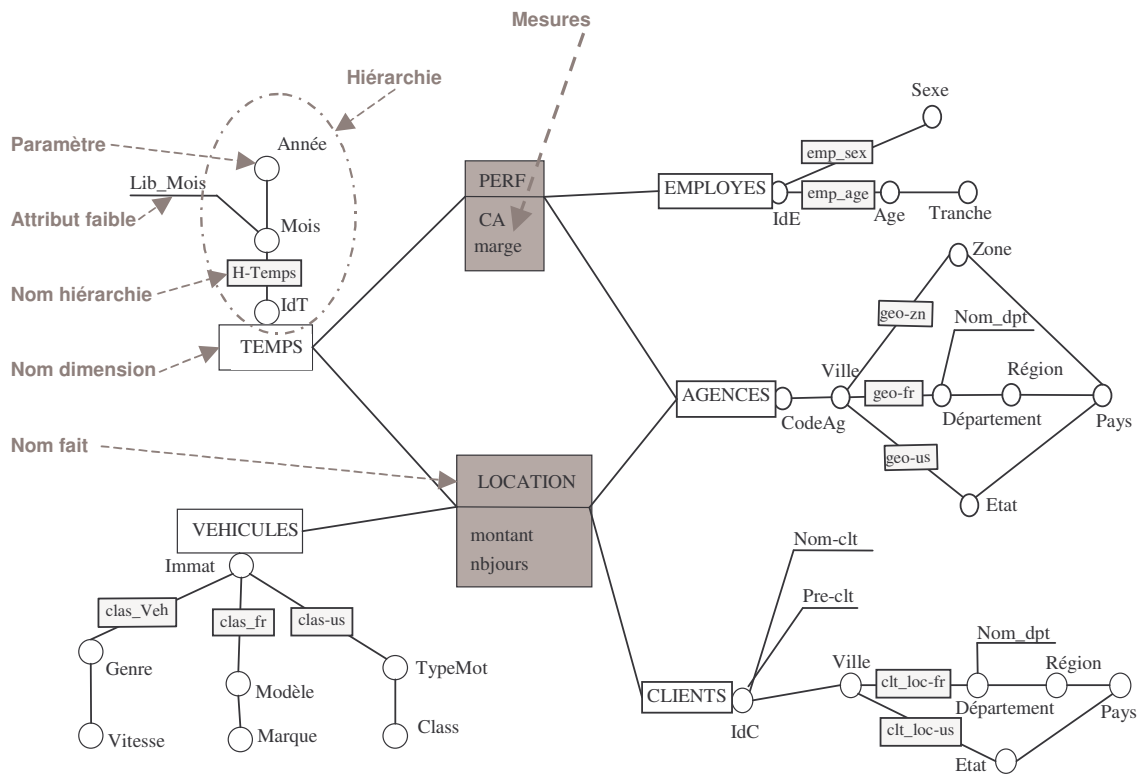 Mesures
Hiérarchie
Sexe
Paramètre
Année
emp_sex
PERF
Lib_Mois
EMPLOYES
emp_age
Attribut faible
Mois
CA
IdE
Age
Tranche
marge
Zone
H-Temps
Nom hiérarchie
IdT
geo-zn
Nom_dpt
TEMPS
Nom dimension
Ville
Région
AGENCES
geo-fr
CodeAg
Département
Pays
Nom fait
geo-us
LOCATION
Etat
VEHICULES
montant
nbjours
Nom-clt
Immat
Pre-clt
clas_Veh
clas_fr
clas-us
Nom_dpt
Genre
TypeMot
Ville
Région
Modèle
CLIENTS
clt_loc-fr
Département
Pays
IdC
clt_loc-us
Vitesse
Marque
Class
Etat